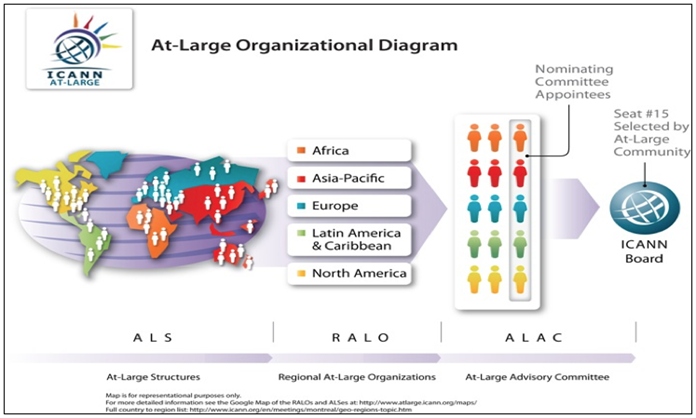 ICANN
AT-LARGE
At-Large Organizational Diagram
Nominating
Committee
Appointees
Seat #15
Selected by
At-Large
Community
Africa
Asia-Pacific
Europe
Latin America
& Caribbean
North America
ICANN
Board
ALS
RALO
ALAC
At-Large Structures
Regional At-Large Organizations
At-Large Advisory Committee
Map is for representational purposes only.
For more detailed information see the Google Map of the RALOs and ALSes at: http://www.atlarge.icann.org/maps/
Full country to region list: http://www.icann.org/en/meetings/montreal/geo-regions-topic.htm